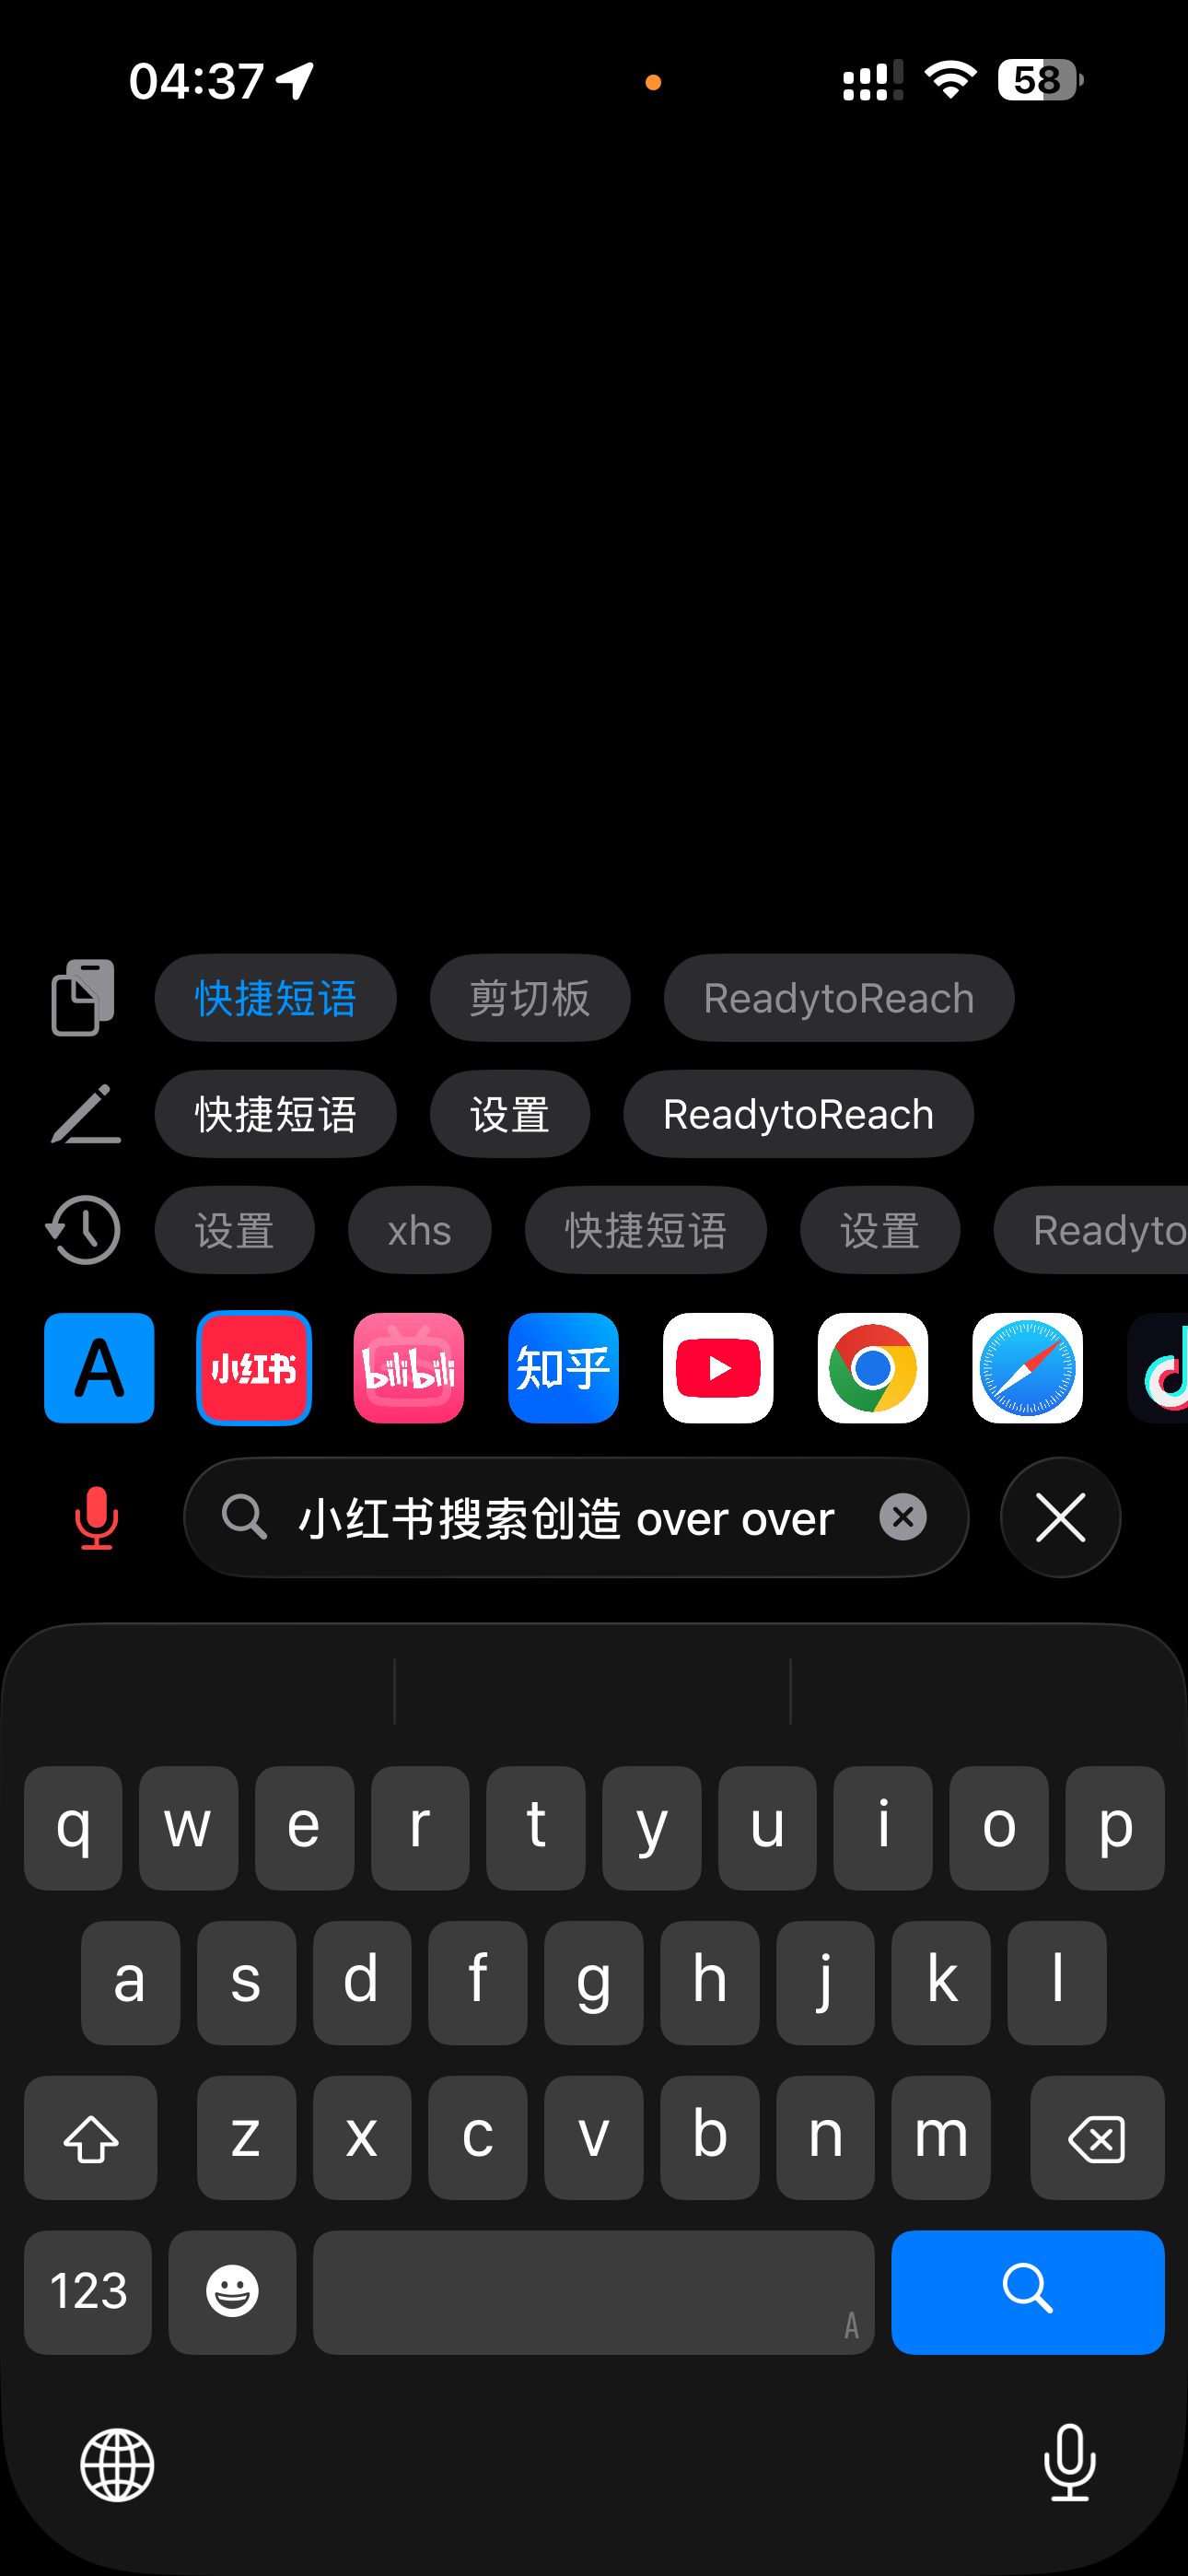 04:37 58
快捷短语 剪切板 ReadytoReach
快捷短语 设置 ReadytoReach
设置 xhs 快捷短语 设置 Readyto
A 小红书 bilibili 知乎
小红书搜索创造 over over
q w e r t y u i o p
a s d f g h j k l
z x c v b n m
123 A